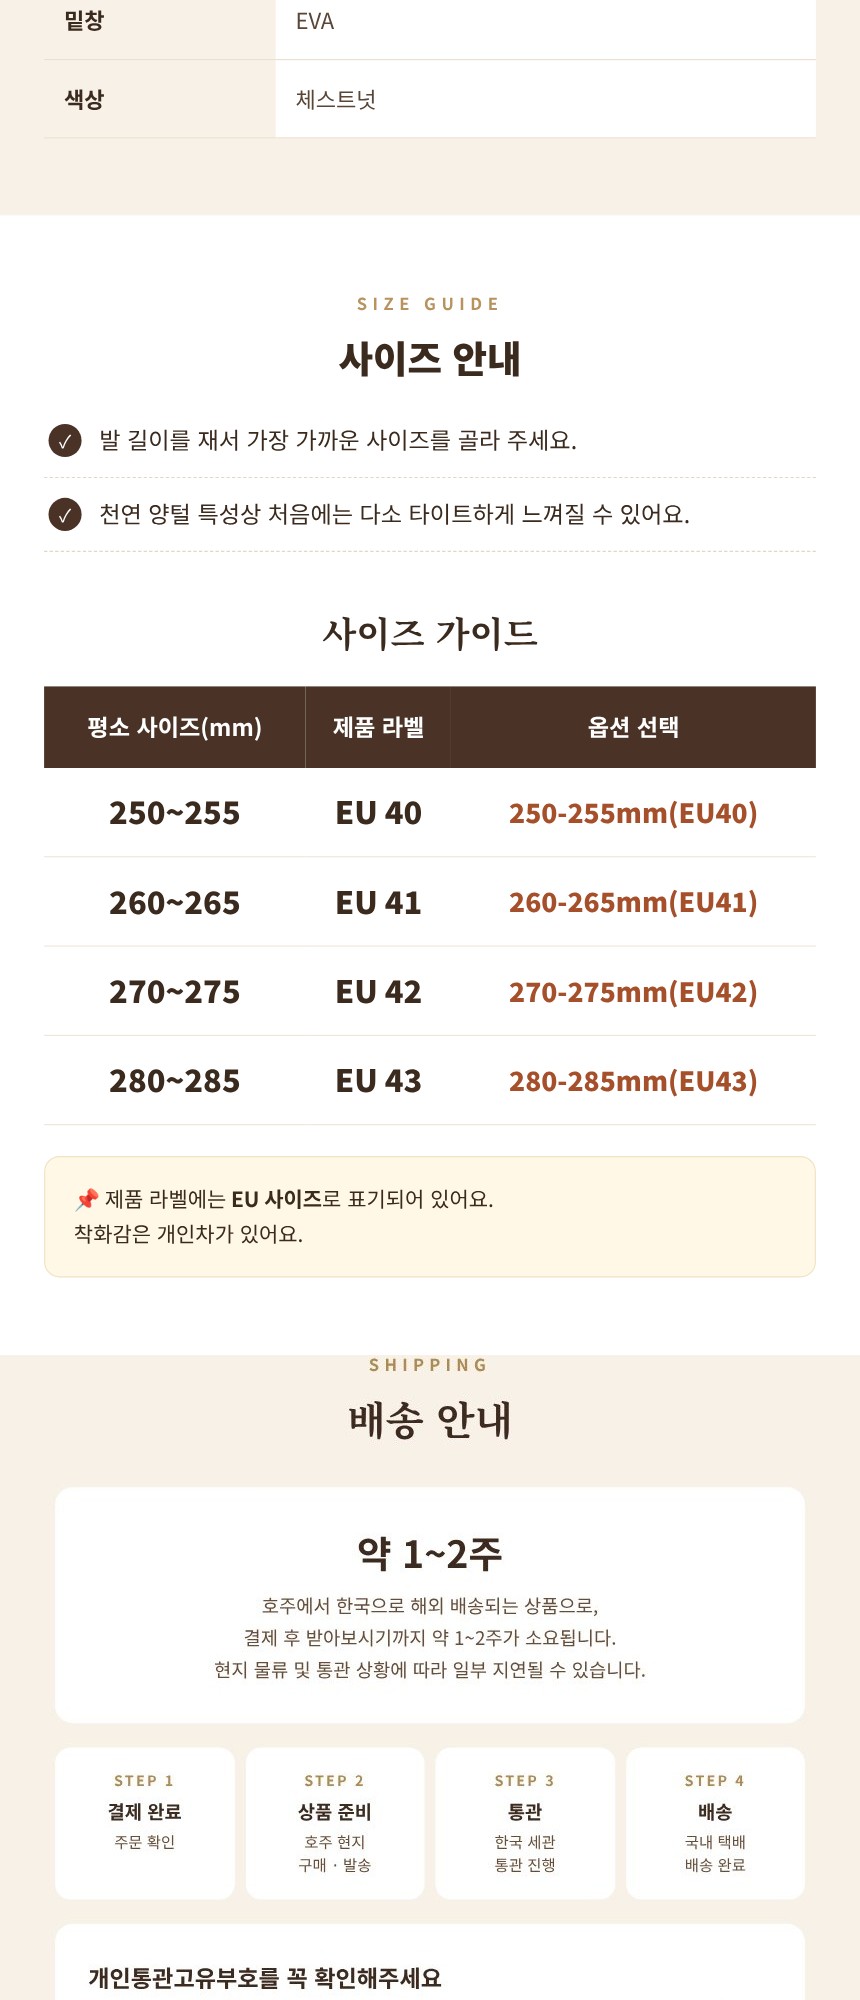 밑창
EVA
색상
체스트넛
SIZE GUIDE
사이즈 안내
✓ 발 길이를 재서 가장 가까운 사이즈를 골라 주세요.
✓ 천연 양털 특성상 처음에는 다소 타이트하게 느껴질 수 있어요.
사이즈 가이드
평소 사이즈(mm) 제품 라벨 옵션 선택
250~255 EU 40 250-255mm(EU40)
260~265 EU 41 260-265mm(EU41)
270~275 EU 42 270-275mm(EU42)
280~285 EU 43 280-285mm(EU43)
📌 제품 라벨에는 EU 사이즈로 표기되어 있어요.
착화감은 개인차가 있어요.
SHIPPING
배송 안내
약 1~2주
호주에서 한국으로 해외 배송되는 상품으로,
결제 후 받아보시기까지 약 1~2주가 소요됩니다.
현지 물류 및 통관 상황에 따라 일부 지연될 수 있습니다.
STEP 1
결제 완료
주문 확인
STEP 2
상품 준비
호주 현지
구매 · 발송
STEP 3
통관
한국 세관
통관 진행
STEP 4
배송
국내 택배
배송 완료
개인통관고유부호를 꼭 확인해주세요